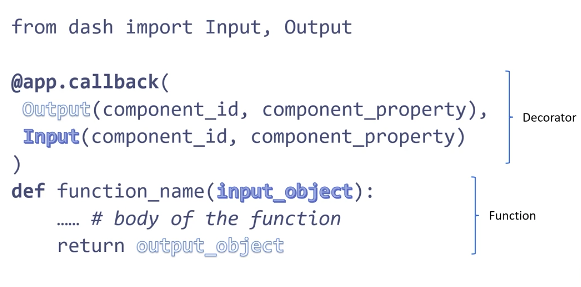 from dash import Input, Output
@app.callback(
Output(component_id, component_property),
Input(component_id, component_property)
)
Decorator
def function_name(input_object):
…… # body of the function
return output_object
Function